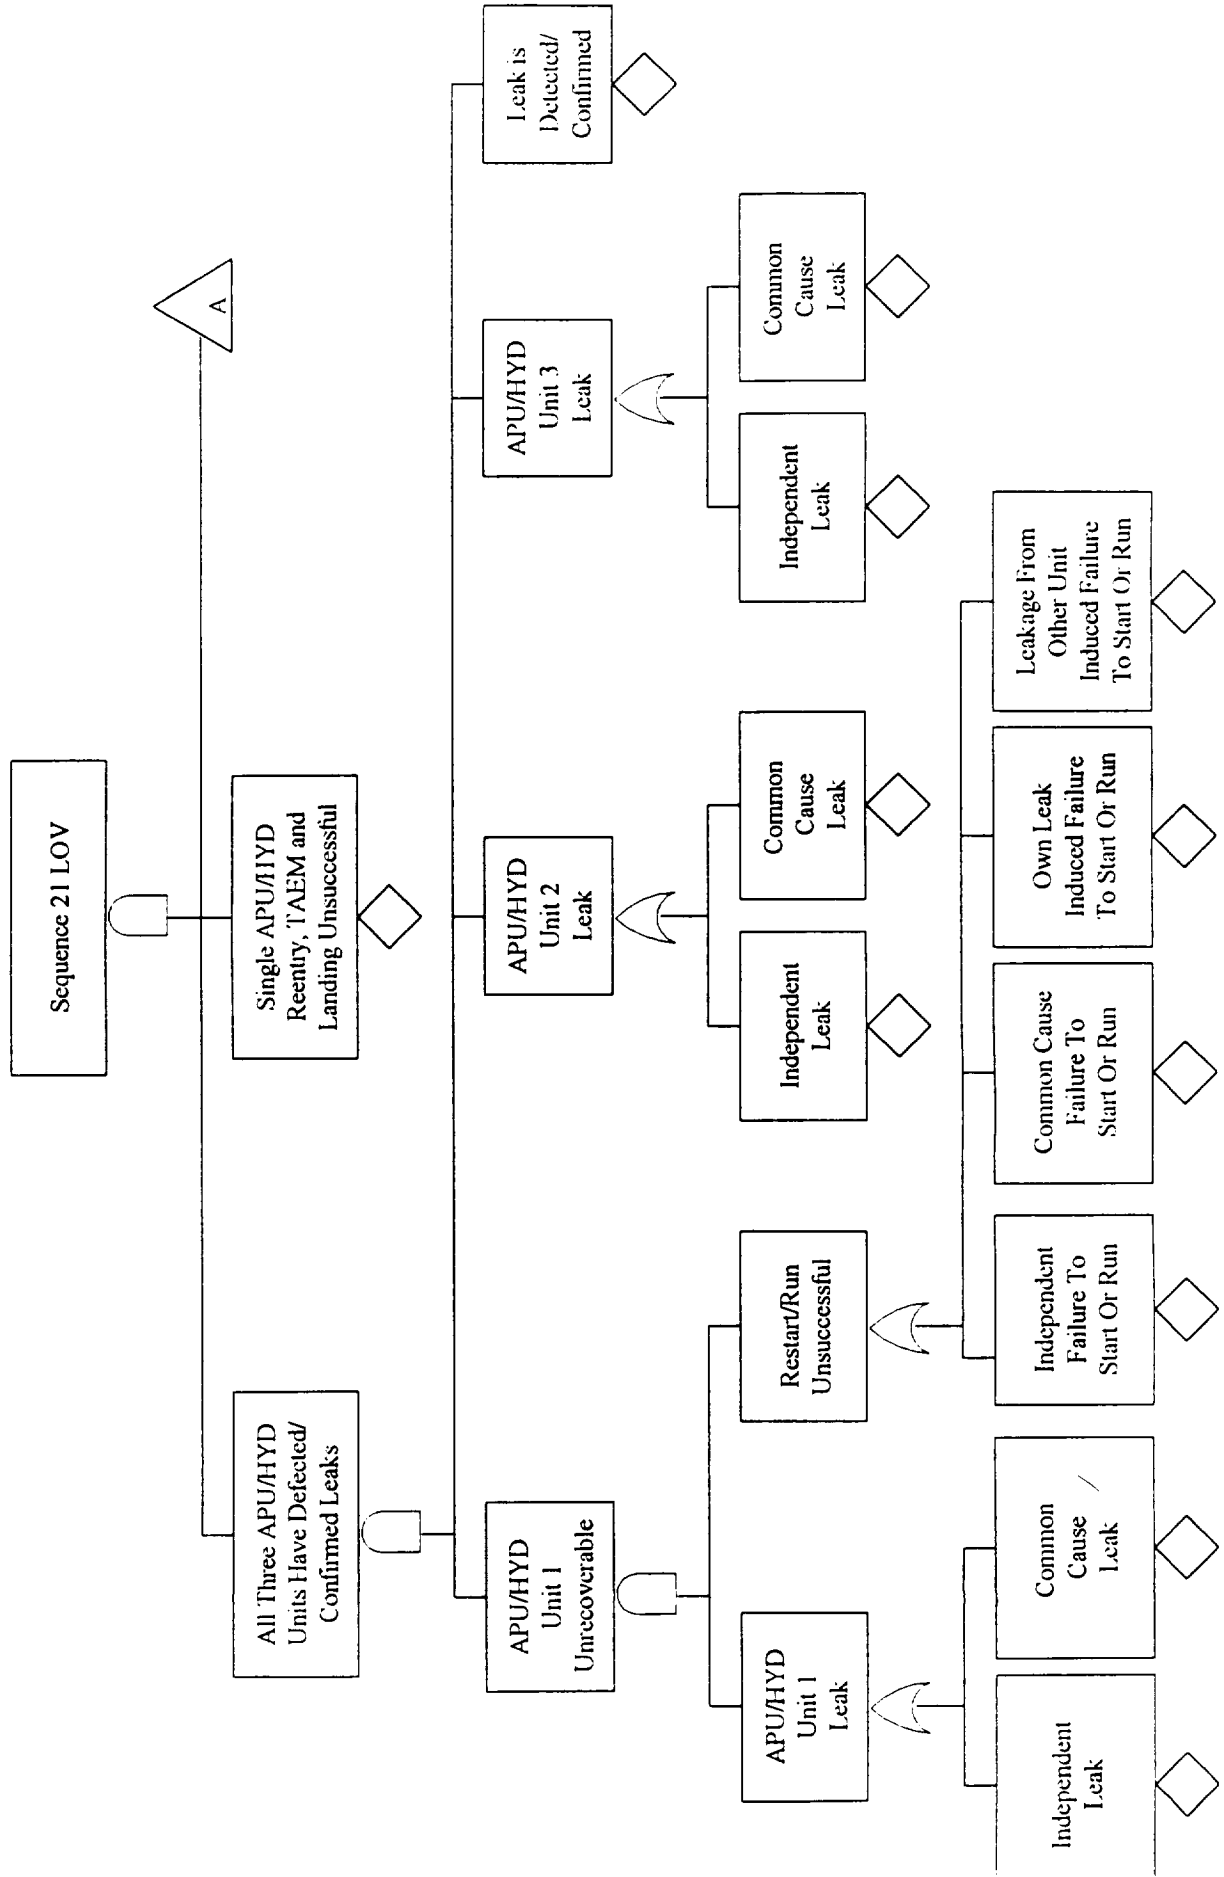 Sequence 21 LOV
All Three APU/HYD
Units Have Defected/
Confirmed Leaks
Single APU/HYD
Reentry, TAEM and
Landing Unsuccessful
A
APU/HYD
Unit 1
Unrecoverable
APU/HYD
Unit 2
Leak
APU/HYD
Unit 3
Leak
Leak is
Detected/
Confirmed
APU/HYD
Unit 1
Leak
Restart/Run
Unsuccessful
Independent
Leak
Common
Cause
Leak
Independent
Leak
Common
Cause
Leak
Independent
Leak
Common
Cause
Leak
Independent
Failure To
Start Or Run
Common Cause
Failure To
Start Or Run
Own Leak
Induced Failure
To Start Or Run
Leakage From
Other Unit
Induced Failure
To Start Or Run